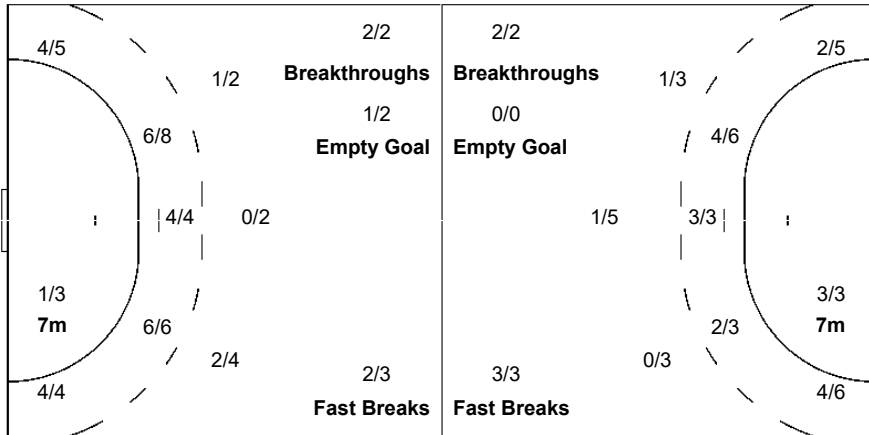 2/2 2/2
4/5 2/5
Breakthroughs Breakthroughs
1/2 1/3
1/2 0/0
6/8 4/6
Empty Goal Empty Goal
4/4 0/2 1/5 3/3
1/3 3/3
7m 6/6 2/3 7m
2/4 0/3
2/3 3/3
4/4 4/6
Fast Breaks Fast Breaks